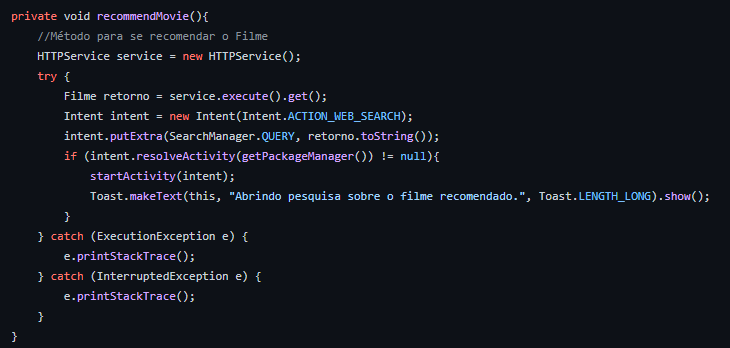 private void recommendMovie(){
//Método para se recomendar o Filme
HTTPService service = new HTTPService();
try {
Filme retorno = service.execute().get();
Intent intent = new Intent(Intent.ACTION_WEB_SEARCH);
intent.putExtra(SearchManager.QUERY, retorno.toString());
if (intent.resolveActivity(getPackageManager()) != null){
startActivity(intent);
Toast.makeText(this, "Abrindo pesquisa sobre o filme recomendado.", Toast.LENGTH_LONG).show();
}
} catch (ExecutionException e) {
e.printStackTrace();
} catch (InterruptedException e) {
e.printStackTrace();
}
}